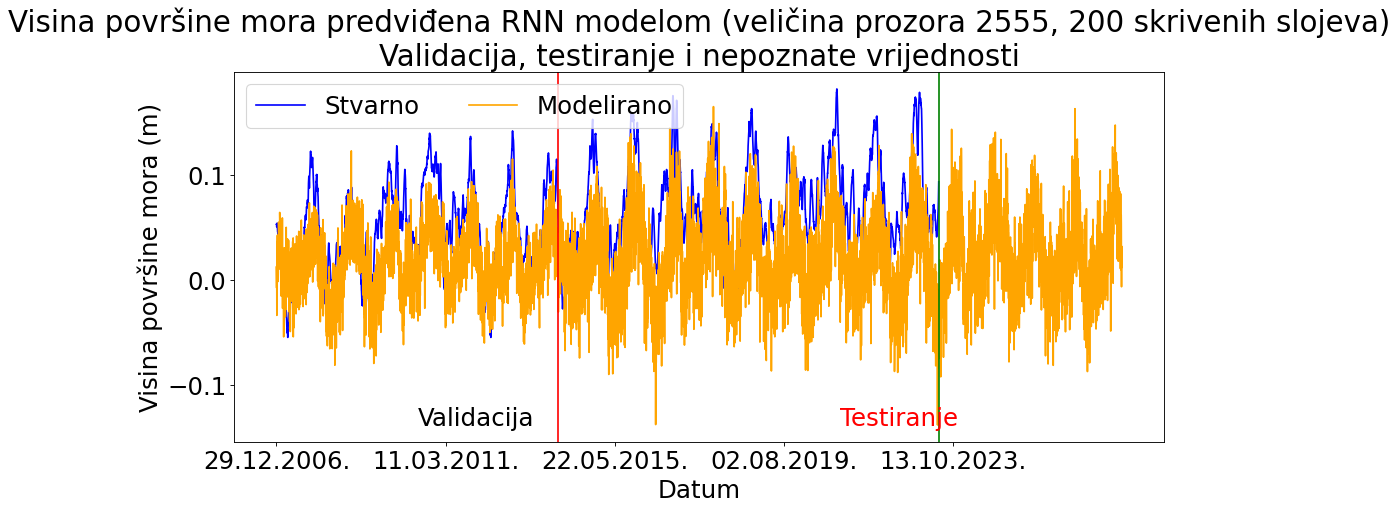 Visina površine mora predviđena RNN modelom (veličina prozora 2555, 200 skrivenih slojeva)
Validacija, testiranje i nepoznate vrijednosti
Stvarno Modelirano
Visina površine mora (m)
0.1
0.0
−0.1
Validacija Testiranje
29.12.2006. 11.03.2011. 22.05.2015. 02.08.2019. 13.10.2023.
Datum